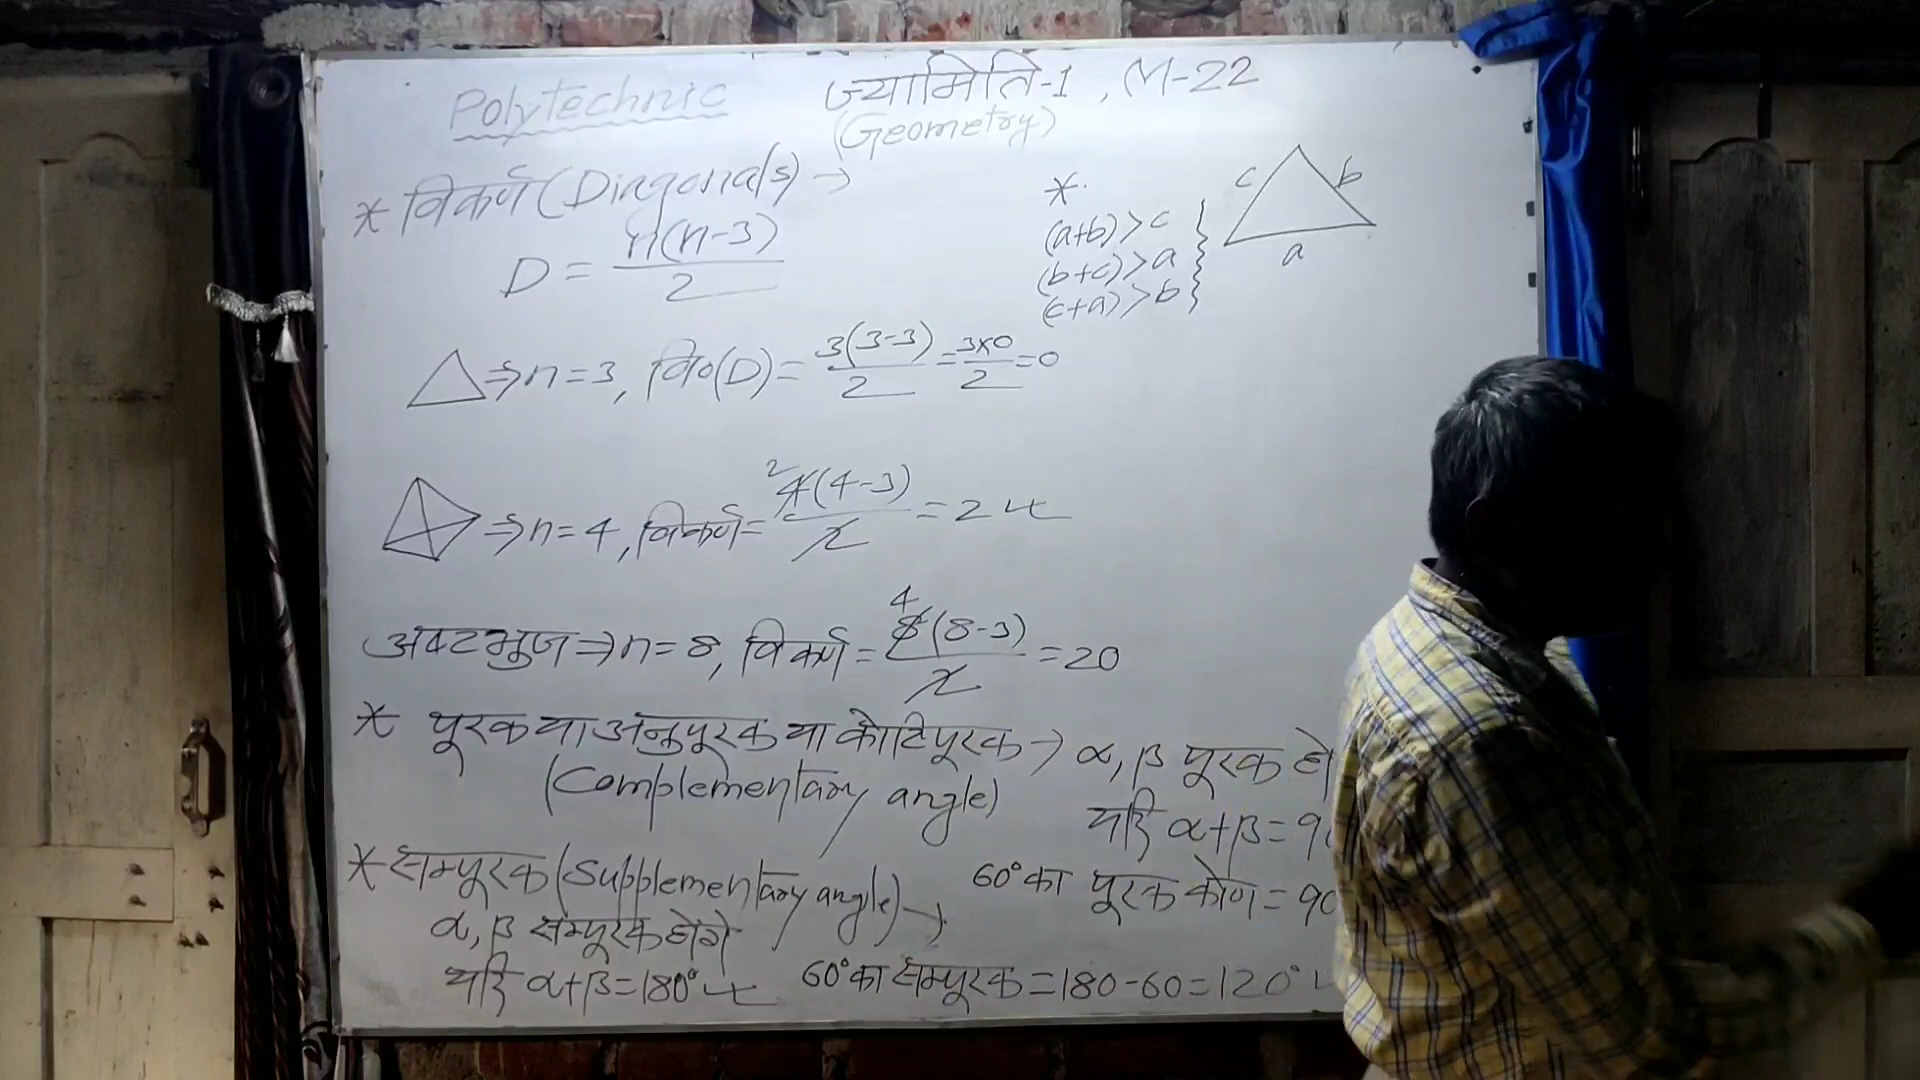 Polytechnic
ज्यामिति-1, M-22
(Geometry)
* विकर्ण (Diagonals) →
D = n(n-3)/2
*
(a+b)>c
(b+c)>a
(c+a)>b
c b
a
⇒ n=3, वि०(D) = 3(3-3)/2 = 3×0/2 = 0
⇒ n=4, विकर्ण = 4(4-3)/2 = 2
2
अष्टभुज ⇒ n=8, विकर्ण = 8(8-3)/2 = 20
4
* पूरक या अनुपूरक या कोटिपूरक →
(Complementary angle)
α, β पूरक हो
यदि α+β=9
60° का पूरक कोण = 90
* सम्पूरक (Supplementary angle) →
α, β सम्पूरक होंगे
यदि α+β=180°
60° का सम्पूरक = 180-60 = 120°